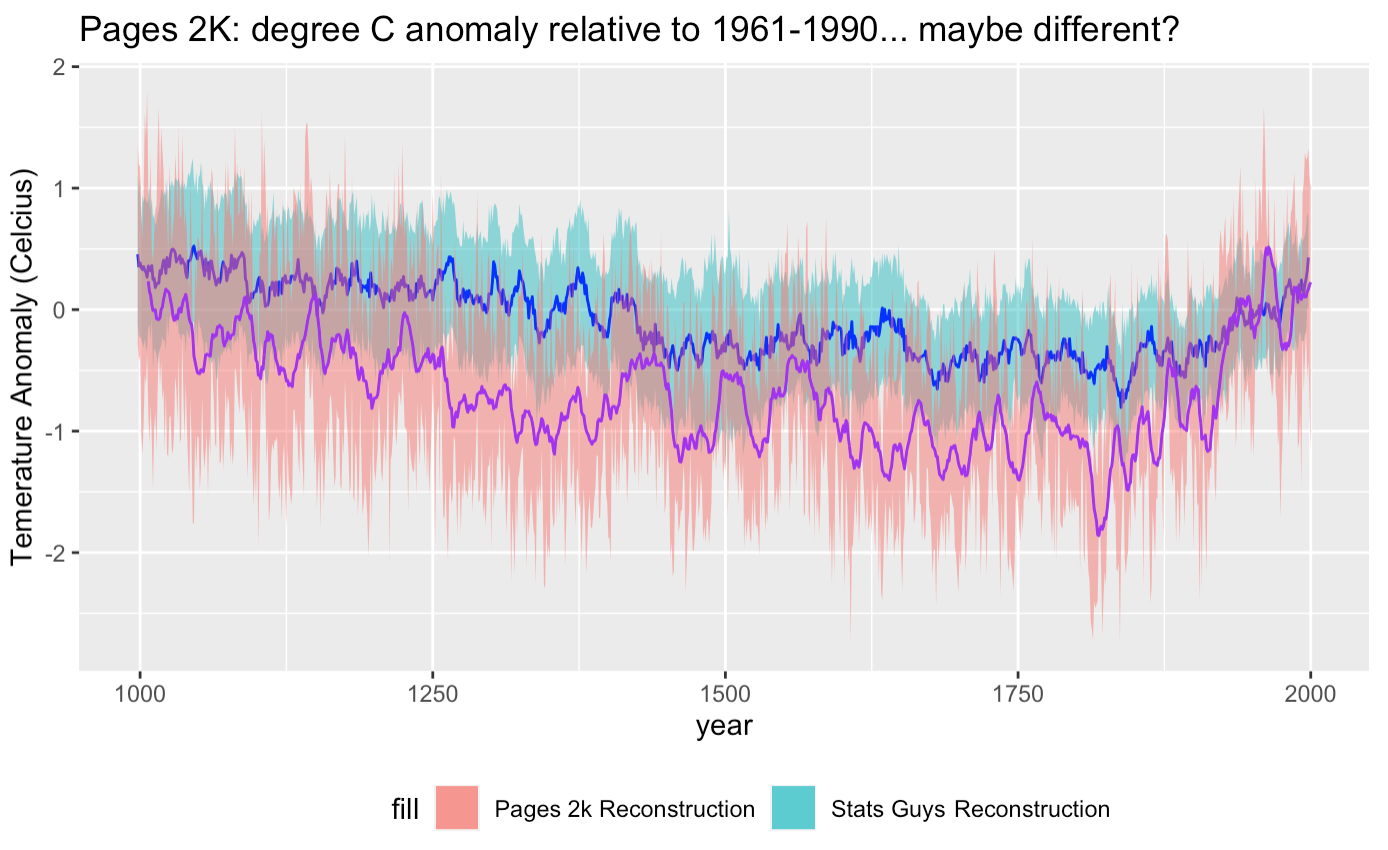 Pages 2K: degree C anomaly relative to 1961-1990... maybe different?
2
1
0
-1
-2
Temerature Anomaly (Celcius)
1000 1250 1500 1750 2000
year
fill Pages 2k Reconstruction Stats Guys Reconstruction